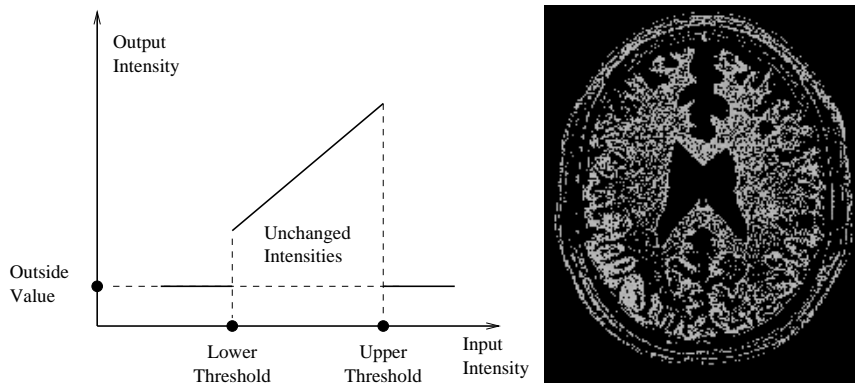 Output
Intensity
Unchanged
Intensities
Outside
Value
Lower
Threshold
Upper
Threshold
Input
Intensity